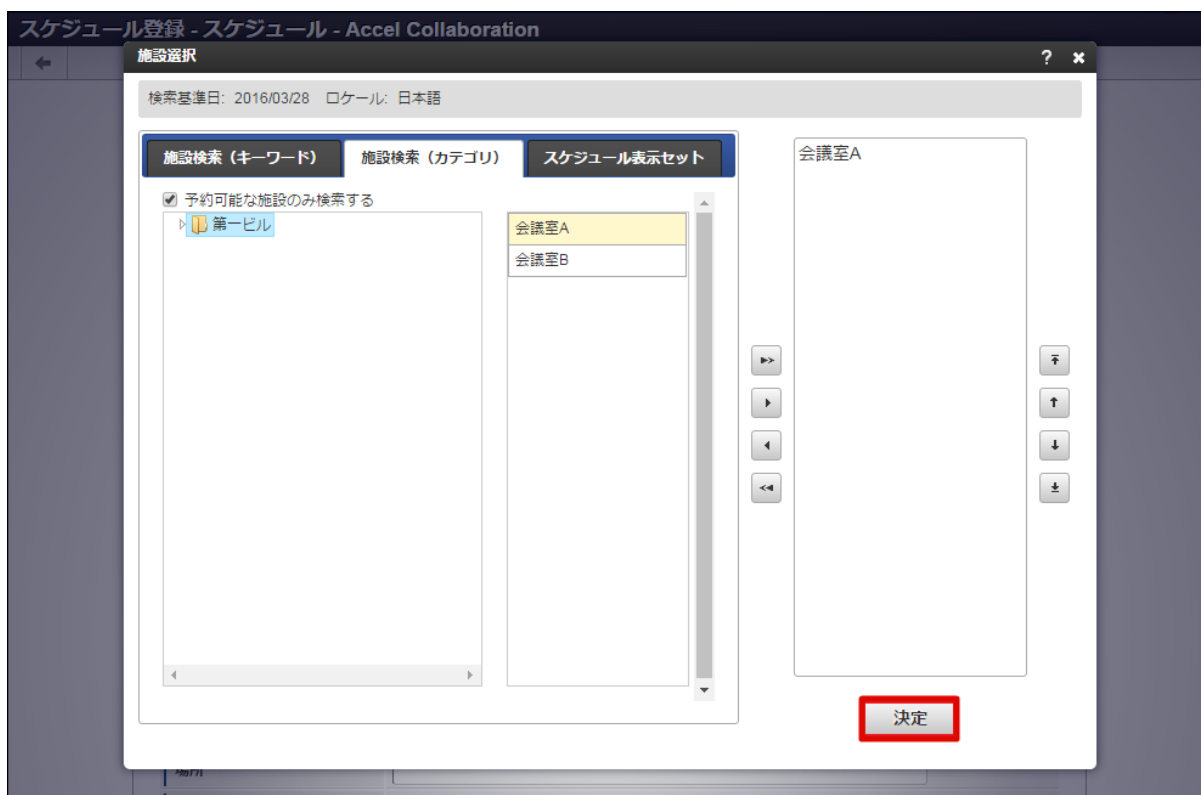 スケジュール登録 - スケジュール - Accel Collaboration
施設選択
検索基準日: 2016/03/28 ロケール: 日本語
施設検索（キーワード） 施設検索（カテゴリ） スケジュール表示セット
予約可能な施設のみ検索する
第一ビル
会議室A
会議室B
会議室A
決定
場所